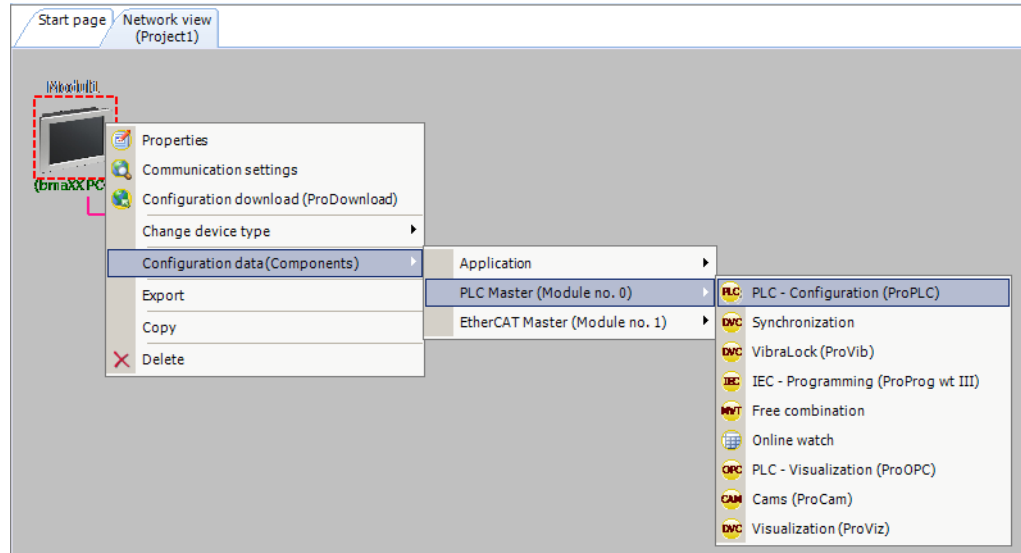 Start page
Network view
(Project1)
Properties
Communication settings
(bmaXXPC
Configuration download (ProDownload)
Change device type
Configuration data(Components)
Application
Export
PLC Master (Module no. 0)
PLC - Configuration (ProPLC)
Copy
EtherCAT Master (Module no. 1)
Synchronization
Delete
VibraLock (ProVib)
IEC - Programming (ProProg wt III)
Free combination
Online watch
PLC - Visualization (ProOPC)
Cams (ProCam)
Visualization (ProViz)